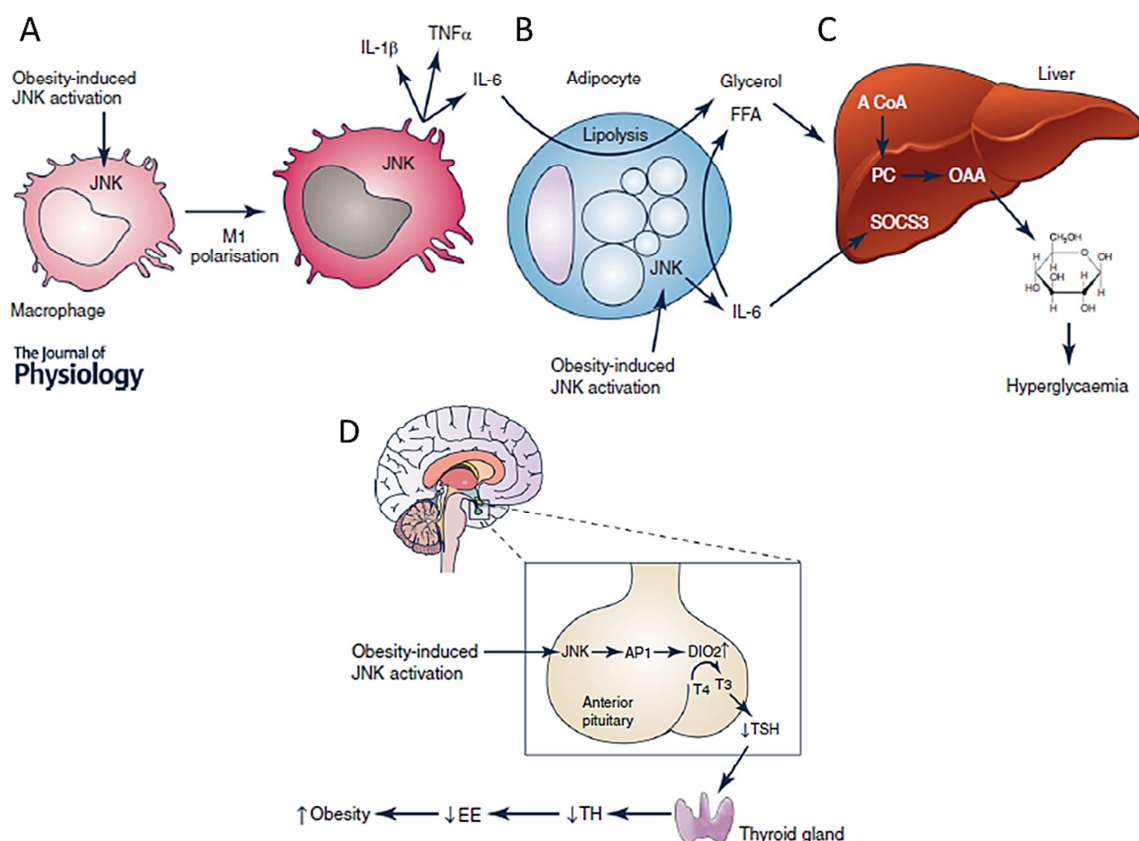 A
Obesity-induced
JNK activation
JNK
Macrophage
M1
polarisation
JNK
IL-1β
TNFα
IL-6
The Journal of
Physiology
B
Adipocyte
Lipolysis
JNK
Obesity-induced
JNK activation
Glycerol
FFA
IL-6
C
Liver
A CoA
PC
OAA
SOCS3
CH₂OH
H
O
OH
H
OH
H
HO
H
H
OH
Hyperglycaemia
D
Obesity-induced
JNK activation
JNK
AP1
DIO2↑
T4
T3
Anterior
pituitary
↓TSH
Thyroid gland
↓TH
↓EE
↑Obesity